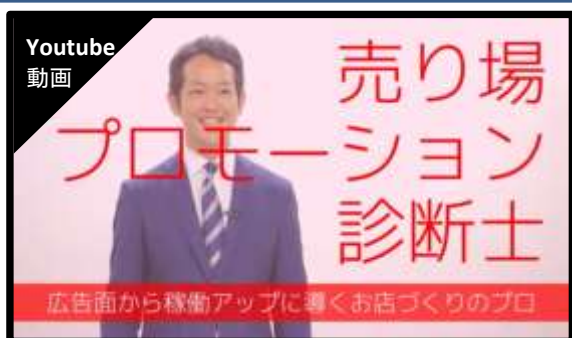 Youtube
動画
売り場
プロモーション
診断士
広告面から稼働アップに導くお店づくりのプロ